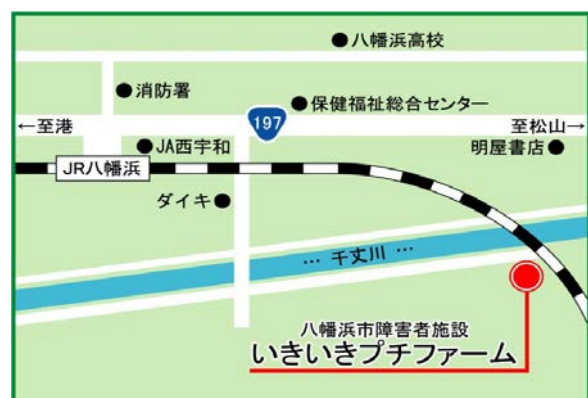 八幡浜高校
消防署
保健福祉総合センター
197
←至港
至松山→
JA西宇和
明屋書店
JR八幡浜
ダイキ
… 千丈川 …
八幡浜市障害者施設
いきいきプチファーム